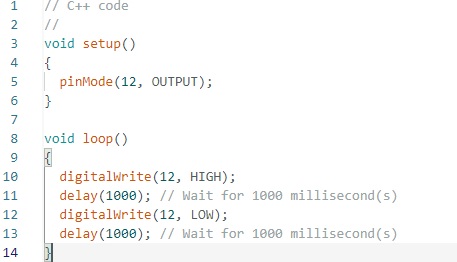 1 // C++ code
2 //
3 void setup()
4 {
5   pinMode(12, OUTPUT);
6 }
7
8 void loop()
9 {
10   digitalWrite(12, HIGH);
11   delay(1000); // Wait for 1000 millisecond(s)
12   digitalWrite(12, LOW);
13   delay(1000); // Wait for 1000 millisecond(s)
14 }